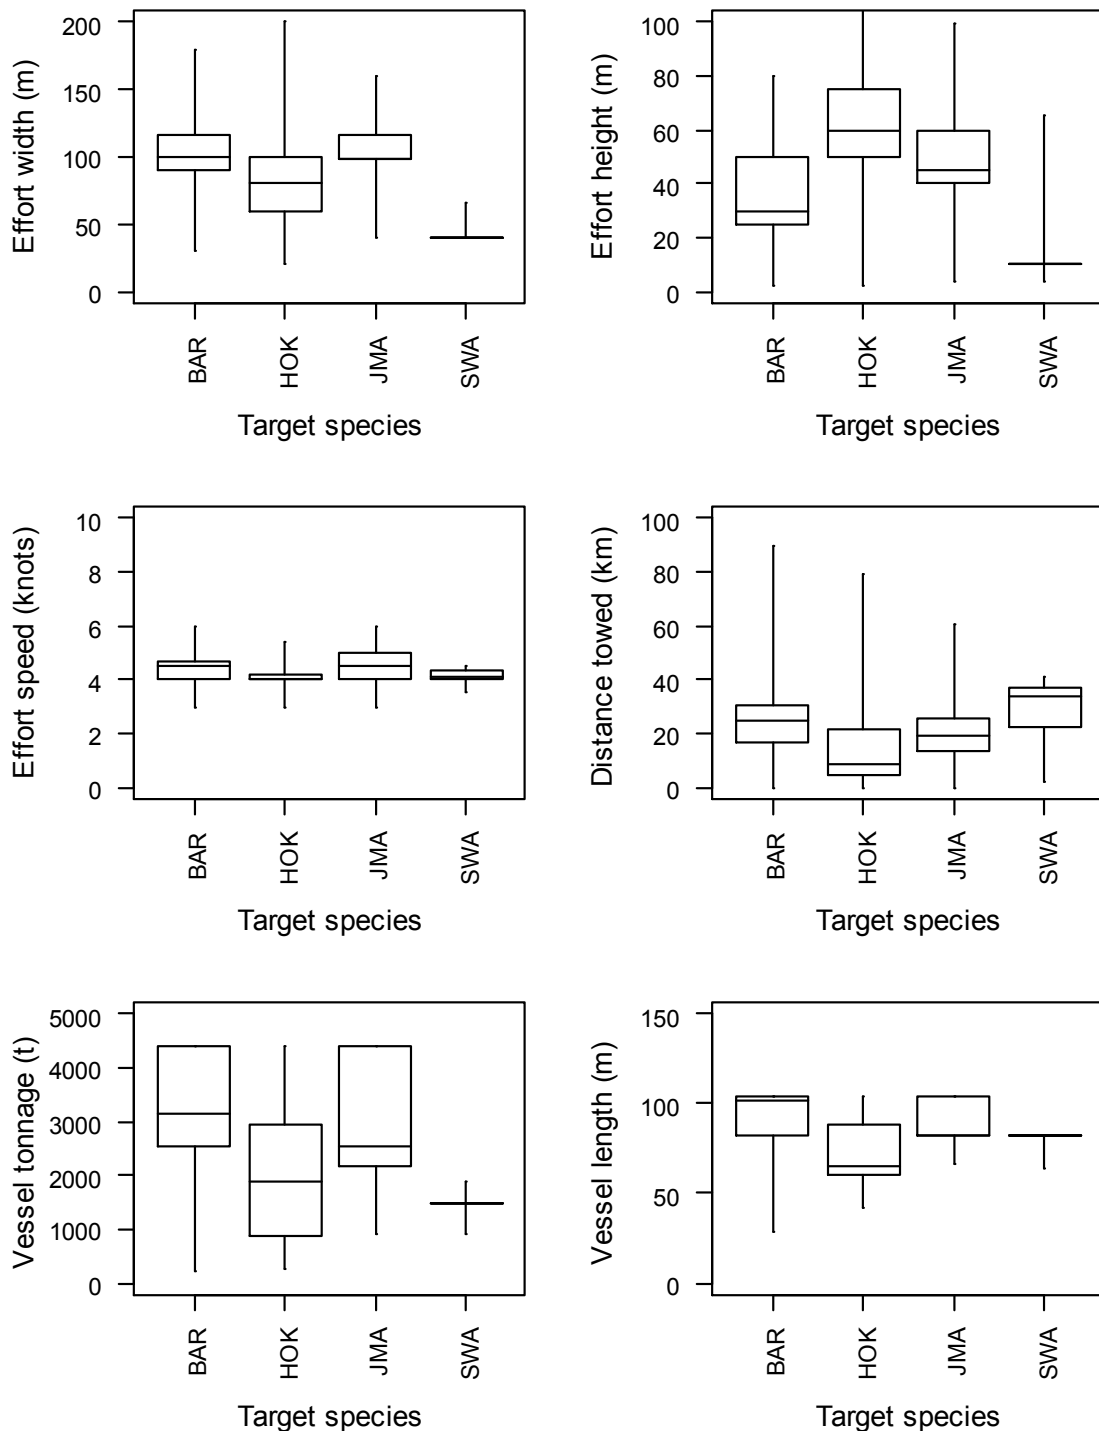 Effort width (m)
200
150
100
50
0
BAR
HOK
JMA
SWA
Target species
Effort height (m)
100
80
60
40
20
0
BAR
HOK
JMA
SWA
Target species
Effort speed (knots)
10
8
6
4
2
0
BAR
HOK
JMA
SWA
Target species
Distance towed (km)
100
80
60
40
20
0
BAR
HOK
JMA
SWA
Target species
Vessel tonnage (t)
5000
4000
3000
2000
1000
0
BAR
HOK
JMA
SWA
Target species
Vessel length (m)
150
100
50
0
BAR
HOK
JMA
SWA
Target species